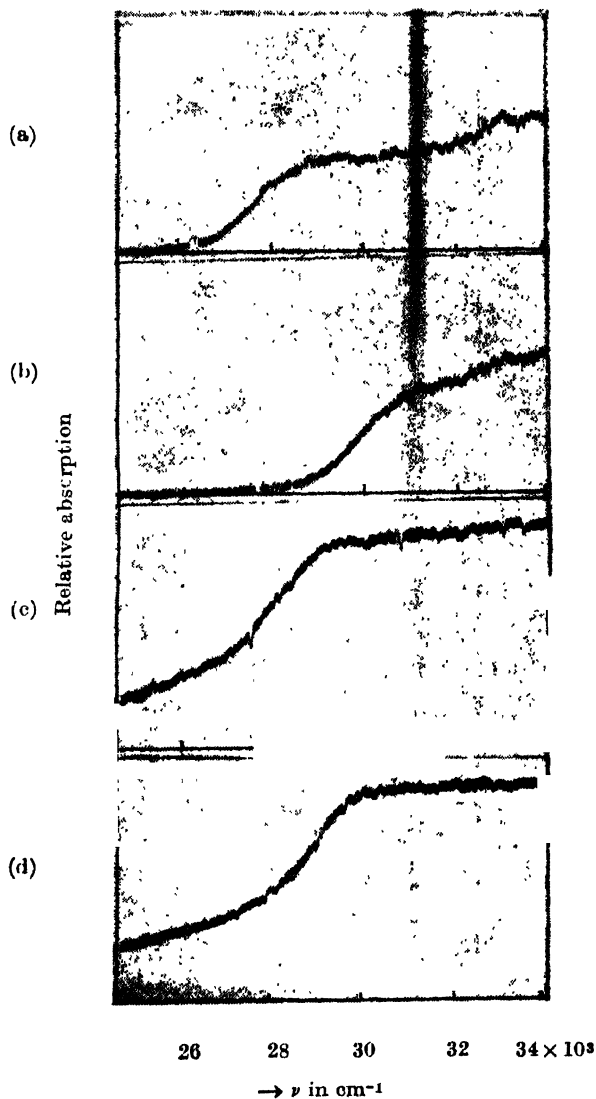 (a)
(b)
Relative absorption
(c)
(d)
26 28 30 32 34 × 10³
→ ν in cm⁻¹